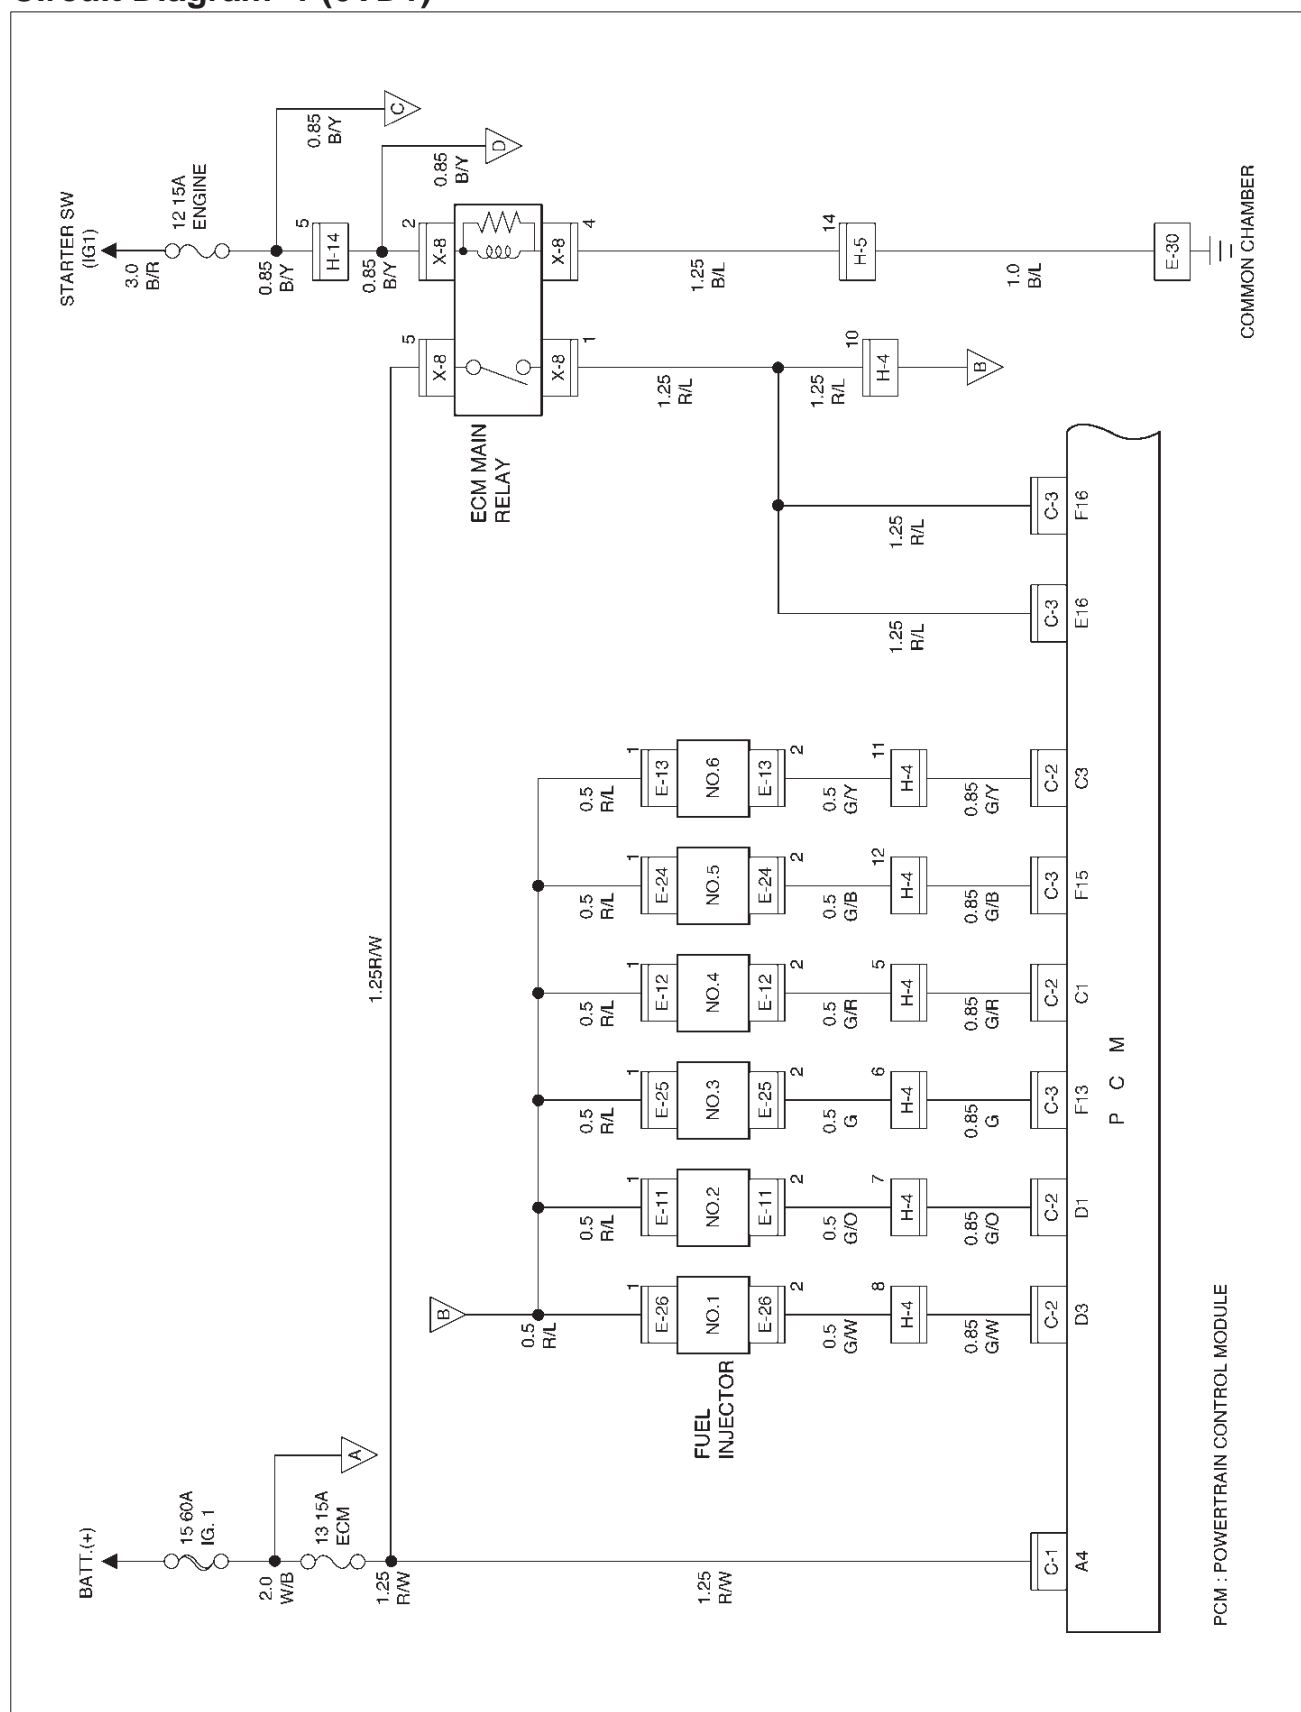 Circuit Diagram
BATT.(+)
15 60A
IG. 1
2.0
W/B
A
13 15A
ECM
1.25
R/W
1.25
R/W
C-1
A4
1.25R/W
STARTER SW
(IG1)
3.0
B/R
12 15A
ENGINE
0.85
B/Y
0.85
B/Y
C
5
H-14
0.85
B/Y
0.85
B/Y
D
5
X-8
2
X-8
ECM MAIN
RELAY
X-8
1
X-8
4
1.25
R/L
1.25
B/L
1.25
R/L
10
H-4
B
14
H-5
1.0
B/L
E-30
COMMON CHAMBER
1.25
R/L
C-3
E16
1.25
R/L
C-3
F16
B
0.5
R/L
FUEL
INJECTOR
1
E-26
NO.1
E-26
2
0.5
G/W
8
H-4
0.85
G/W
C-2
D3
0.5
R/L
1
E-11
NO.2
E-11
2
0.5
G/O
7
H-4
0.85
G/O
C-2
D1
0.5
R/L
1
E-25
NO.3
E-25
2
0.5
G
6
H-4
0.85
G
C-3
F13
0.5
R/L
1
E-12
NO.4
E-12
2
0.5
G/R
5
H-4
0.85
G/R
C-2
C1
0.5
R/L
1
E-24
NO.5
E-24
2
0.5
G/B
12
H-4
0.85
G/B
C-3
F15
0.5
R/L
1
E-13
NO.6
E-13
2
0.5
G/Y
11
H-4
0.85
G/Y
C-2
C3
P C M
PCM : POWERTRAIN CONTROL MODULE